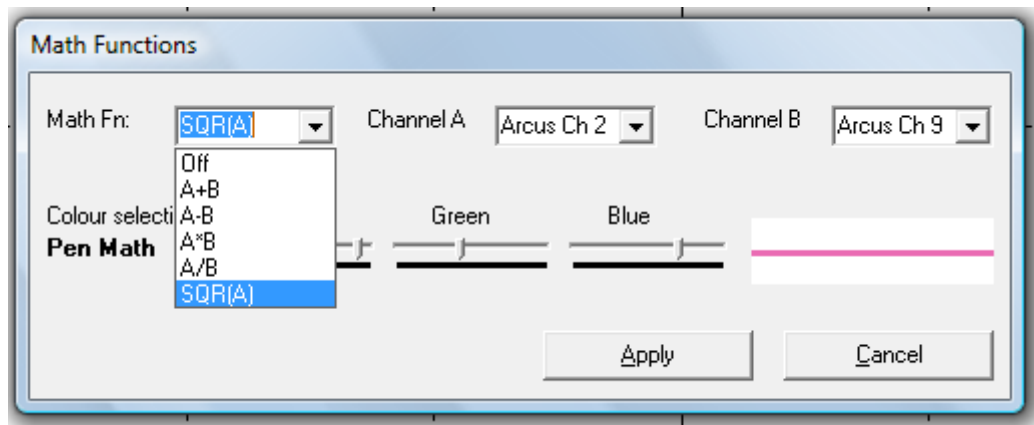 Math Functions
Math Fn: SQR(A) Channel A Arcus Ch 2 Channel B Arcus Ch 9
Off
A+B
Colour selecti A-B Green Blue
Pen Math A*B
A/B
SQR(A)
Apply Cancel